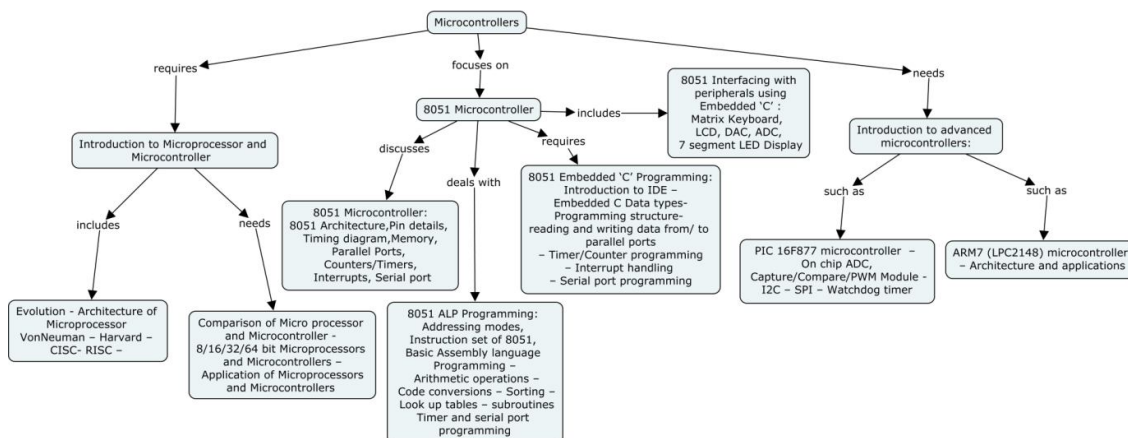 Microcontrollers
requires
focuses on
needs
8051 Interfacing with
peripherals using
Embedded ‘C’ :
Matrix Keyboard,
LCD, DAC, ADC,
7 segment LED Display
8051 Microcontroller
includes
Introduction to Microprocessor and
Microcontroller
Introduction to advanced
microcontrollers:
discusses
deals with
requires
8051 Embedded ‘C’ Programming:
Introduction to IDE –
Embedded C Data types-
Programming structure-
reading and writing data from/ to
parallel ports
– Timer/Counter programming
– Interrupt handling
– Serial port programming
includes
needs
such as
such as
8051 Microcontroller:
8051 Architecture,Pin details,
Timing diagram,Memory,
Parallel Ports,
Counters/Timers,
Interrupts, Serial port
PIC 16F877 microcontroller –
On chip ADC,
Capture/Compare/PWM Module -
I2C – SPI – Watchdog timer
ARM7 (LPC2148) microcontroller
– Architecture and applications
Evolution - Architecture of
Microprocessor
VonNeuman – Harvard –
CISC- RISC –
Comparison of Micro processor
and Microcontroller -
8/16/32/64 bit Microprocessors
and Microcontrollers –
Application of Microprocessors
and Microcontrollers
8051 ALP Programming:
Addressing modes,
Instruction set of 8051,
Basic Assembly language
Programming –
Arithmetic operations –
Code conversions – Sorting –
Look up tables – subroutines
Timer and serial port
programming